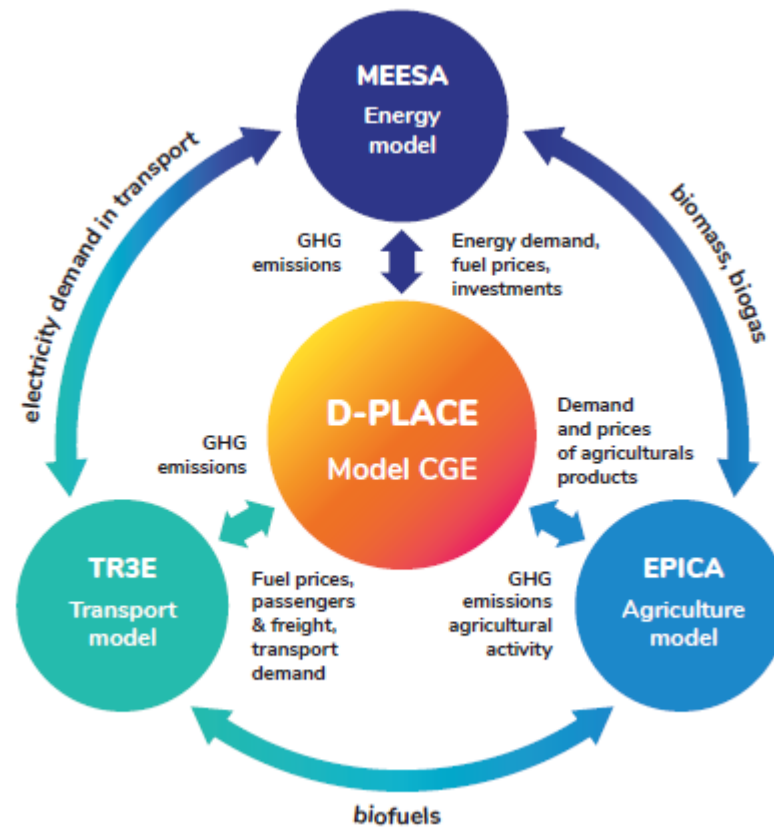 MEESA
Energy
model
electricity demand in transport
biomass, biogas
GHG
emissions
Energy demand,
fuel prices,
investments
D-PLACE
Model CGE
GHG
emissions
Demand
and prices
of agriculturals
products
TR3E
Transport
model
Fuel prices,
passengers
& freight,
transport
demand
GHG
emissions
agricultural
activity
EPICA
Agriculture
model
biofuels